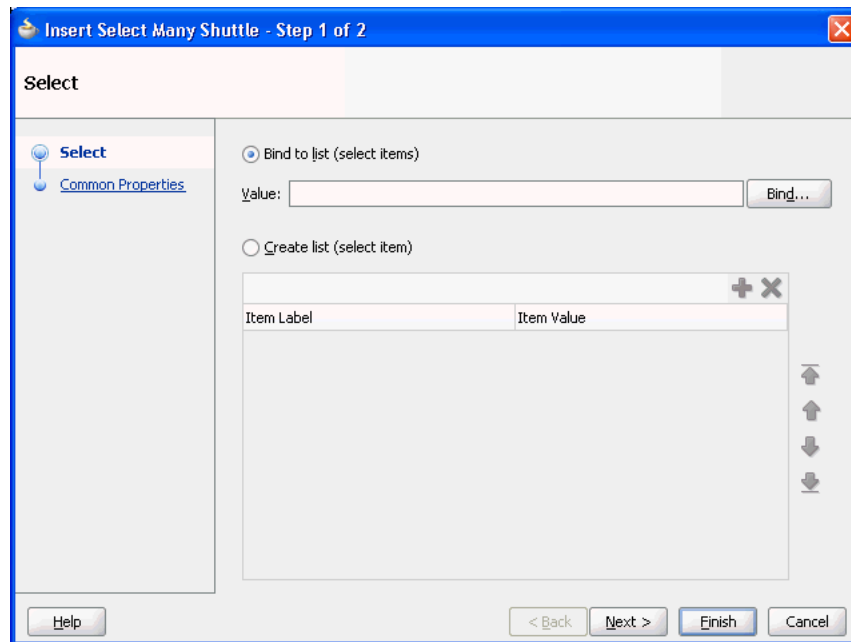 Insert Select Many Shuttle - Step 1 of 2
Select
Select
Common Properties
Bind to list (select items)
Value:
Bind...
Create list (select item)
Item Label Item Value
Help < Back Next > Finish Cancel